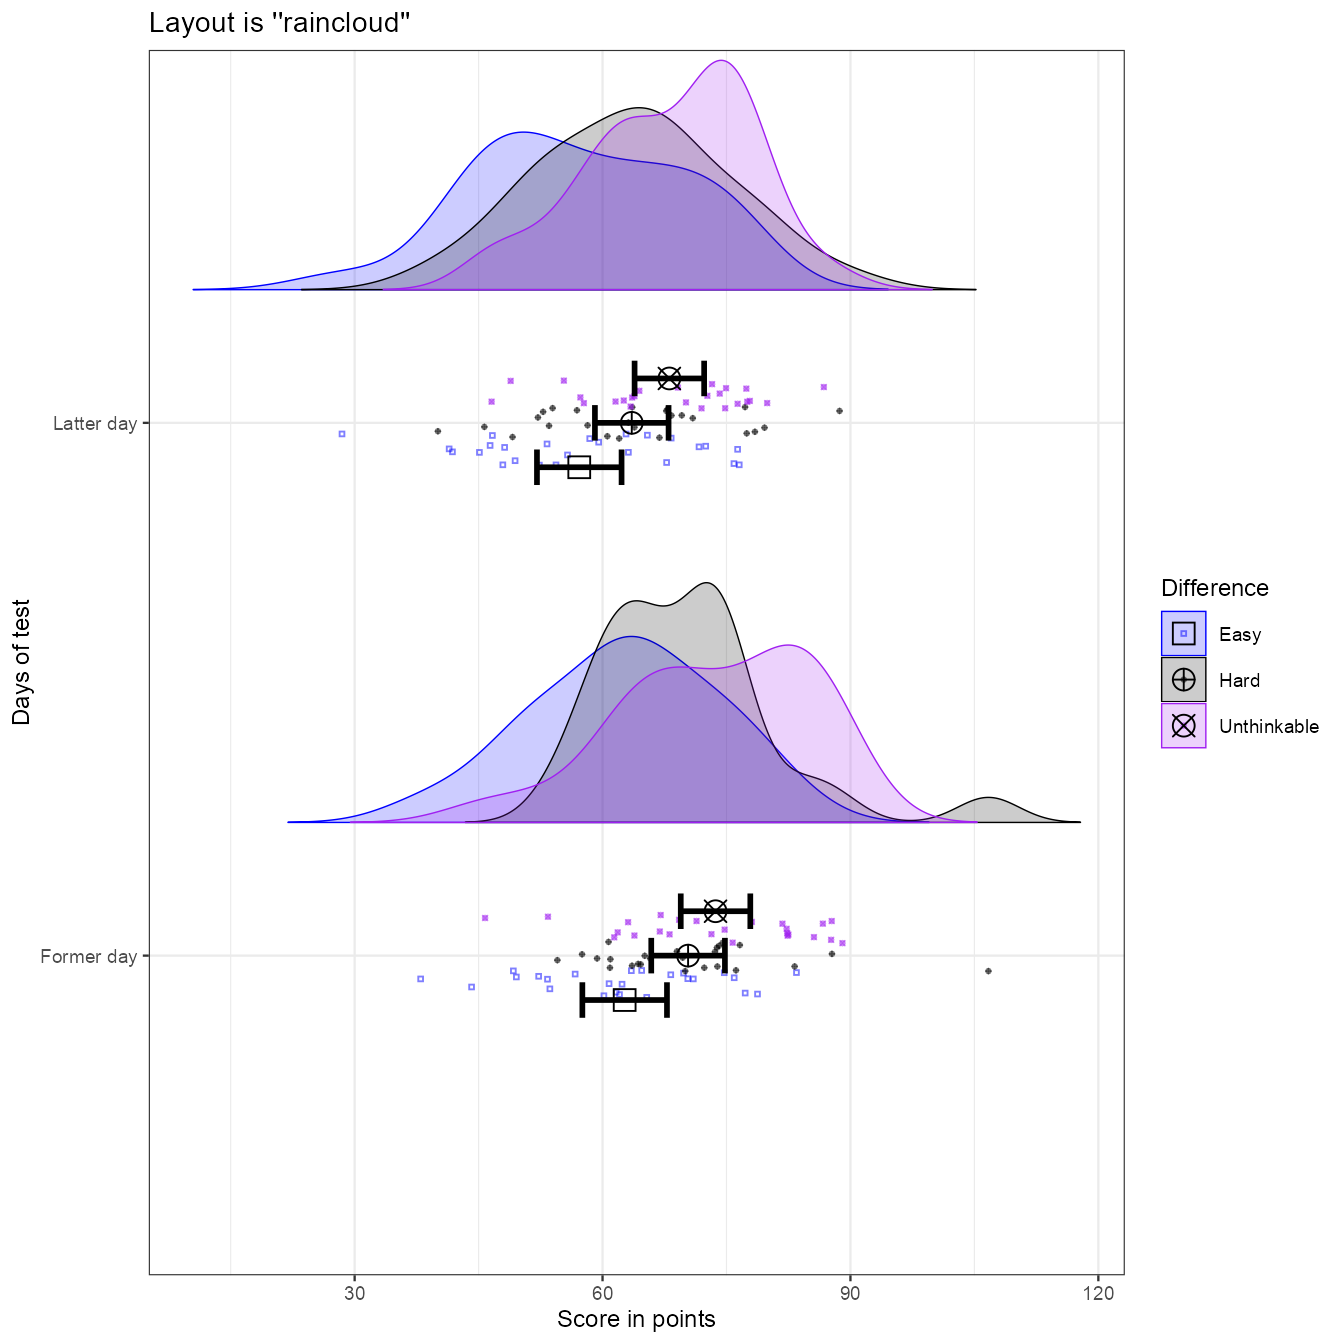 Layout is "raincloud"
Latter day
Former day
Days of test
30
60
90
120
Score in points
Difference
Easy
Hard
Unthinkable